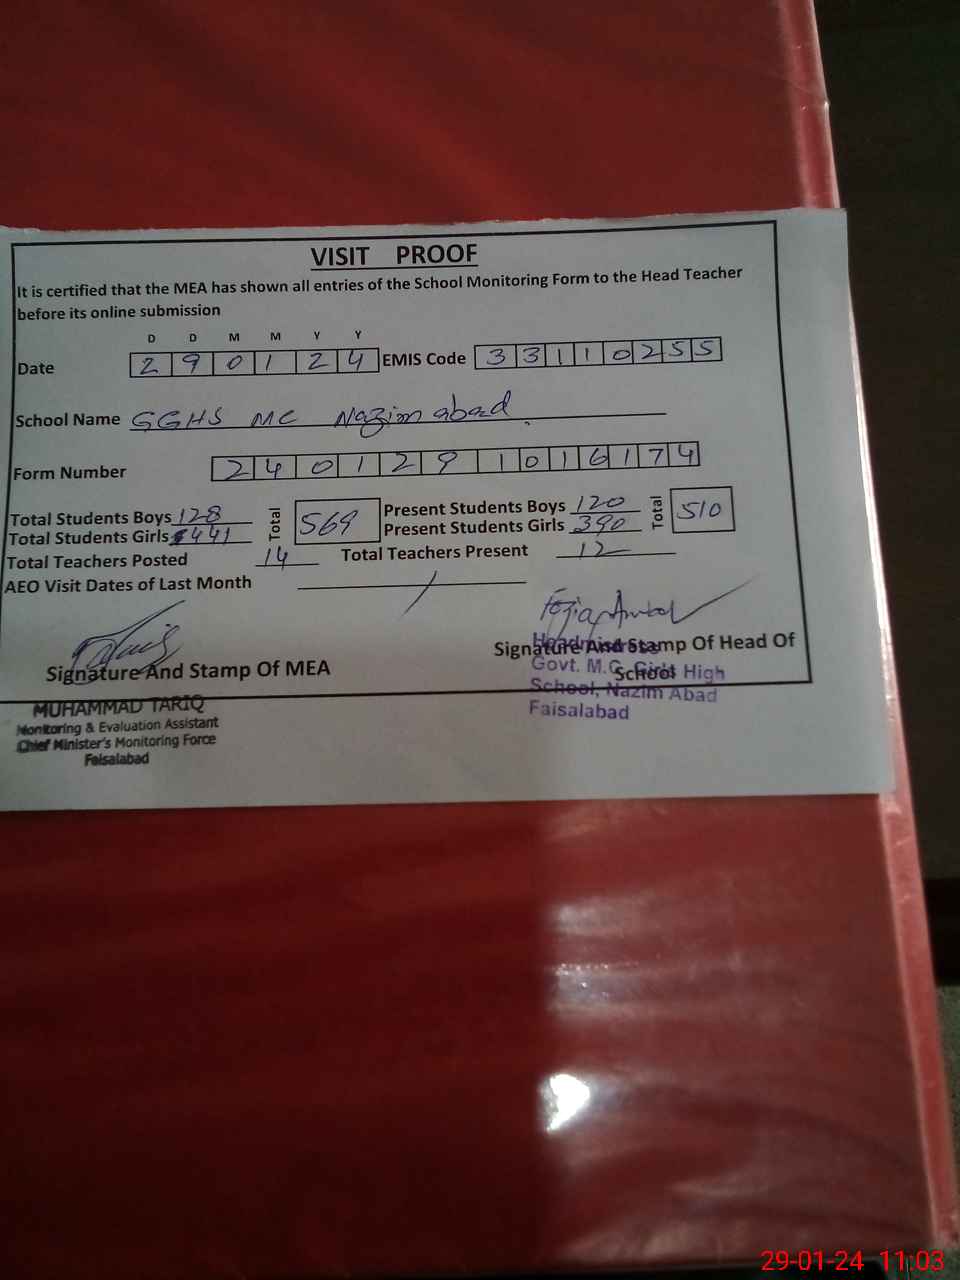 VISIT PROOF
It is certified that the MEA has shown all entries of the School Monitoring Form to the Head Teacher
before its online submission
D D M M Y Y
Date 2 9 0 1 2 4 EMIS Code 3 3 1 1 0 2 5 5
School Name GGHS MC Nazim abad
Form Number 2 4 0 1 2 9 1 0 1 6 1 7 4
Total Students Boys 128 Total 569 Present Students Boys 120 Total 510
Total Students Girls 441 Present Students Girls 390
Total Teachers Posted 14 Total Teachers Present 12
AEO Visit Dates of Last Month /
Signature And Stamp Of MEA
Signature And Stamp Of Head Of
School
MUHAMMAD TARIQ
Monitoring & Evaluation Assistant
Chief Minister's Monitoring Force
Faisalabad
Headmistress
Govt. M.C. Girls High
School, Nazim Abad
Faisalabad
29-01-24 11:03